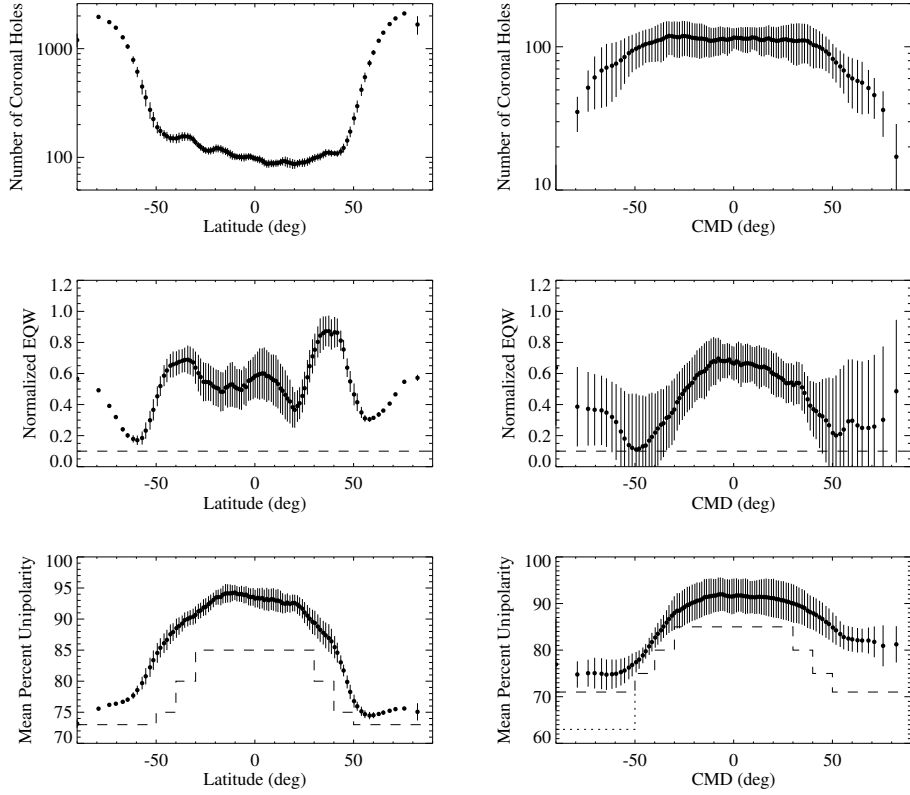 Number of Coronal Holes
1000
100
-50 0 50
Latitude (deg)
Number of Coronal Holes
100
10
-50 0 50
CMD (deg)
Normalized EQW
1.2
1.0
0.8
0.6
0.4
0.2
0.0
-50 0 50
Latitude (deg)
Normalized EQW
1.2
1.0
0.8
0.6
0.4
0.2
0.0
-50 0 50
CMD (deg)
Mean Percent Unipolarity
100
95
90
85
80
75
70
-50 0 50
Latitude (deg)
Mean Percent Unipolarity
100
90
80
70
60
-50 0 50
CMD (deg)